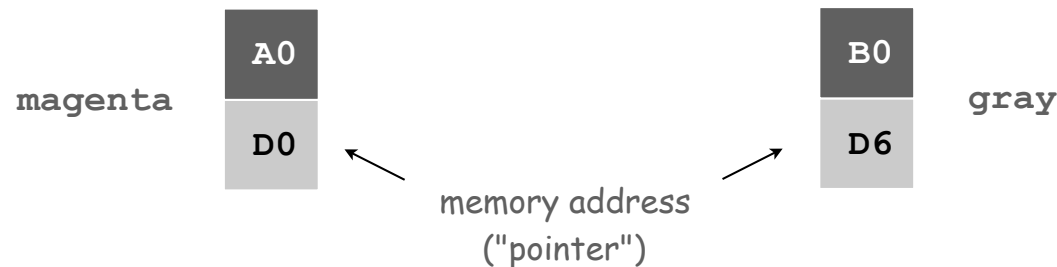 A0
B0
magenta
gray
D0
D6
memory address
("pointer")